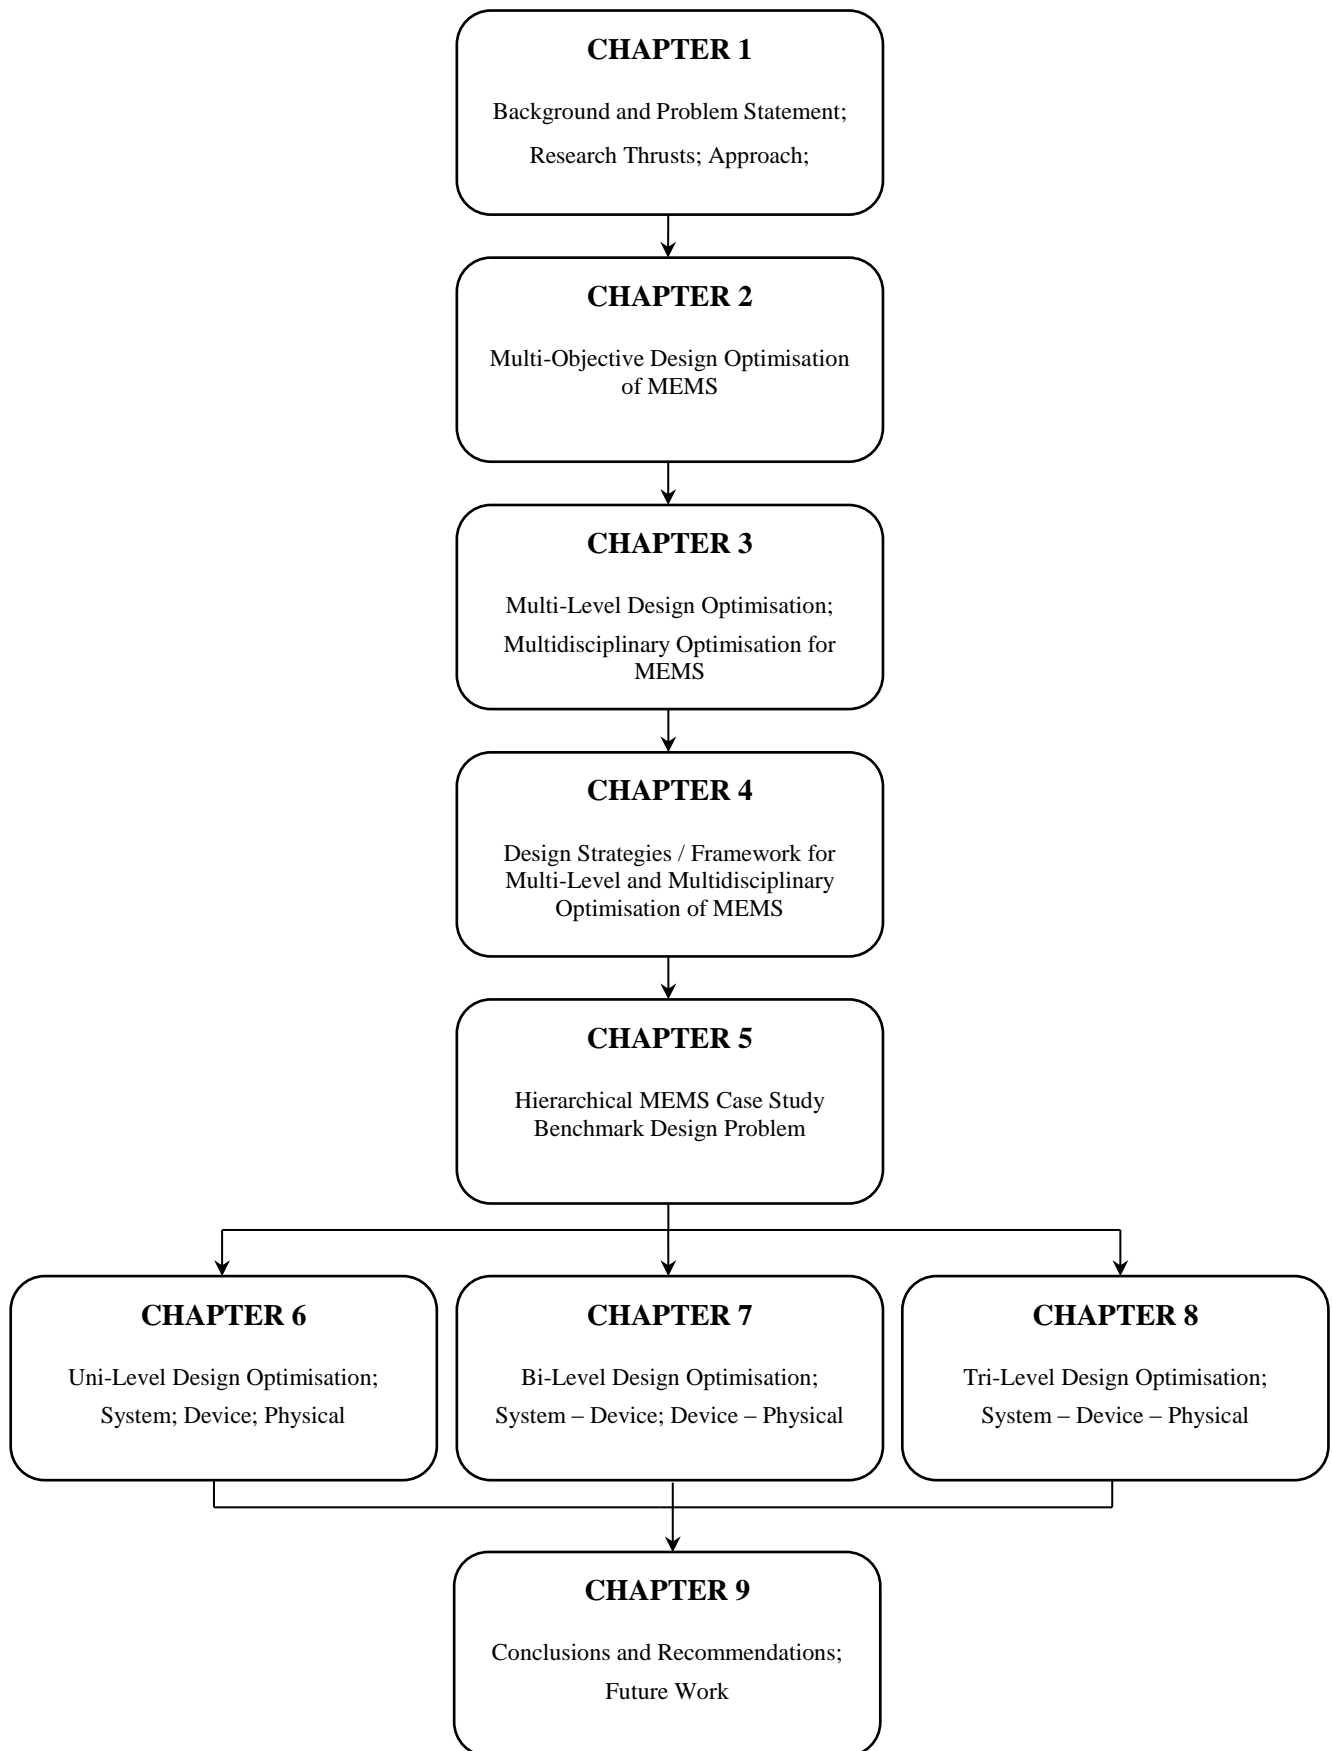 CHAPTER 1
Background and Problem Statement;
Research Thrusts; Approach;
CHAPTER 2
Multi-Objective Design Optimisation
of MEMS
CHAPTER 3
Multi-Level Design Optimisation;
Multidisciplinary Optimisation for
MEMS
CHAPTER 4
Design Strategies / Framework for
Multi-Level and Multidisciplinary
Optimisation of MEMS
CHAPTER 5
Hierarchical MEMS Case Study
Benchmark Design Problem
CHAPTER 6
Uni-Level Design Optimisation;
System; Device; Physical
CHAPTER 7
Bi-Level Design Optimisation;
System – Device; Device – Physical
CHAPTER 8
Tri-Level Design Optimisation;
System – Device – Physical
CHAPTER 9
Conclusions and Recommendations;
Future Work